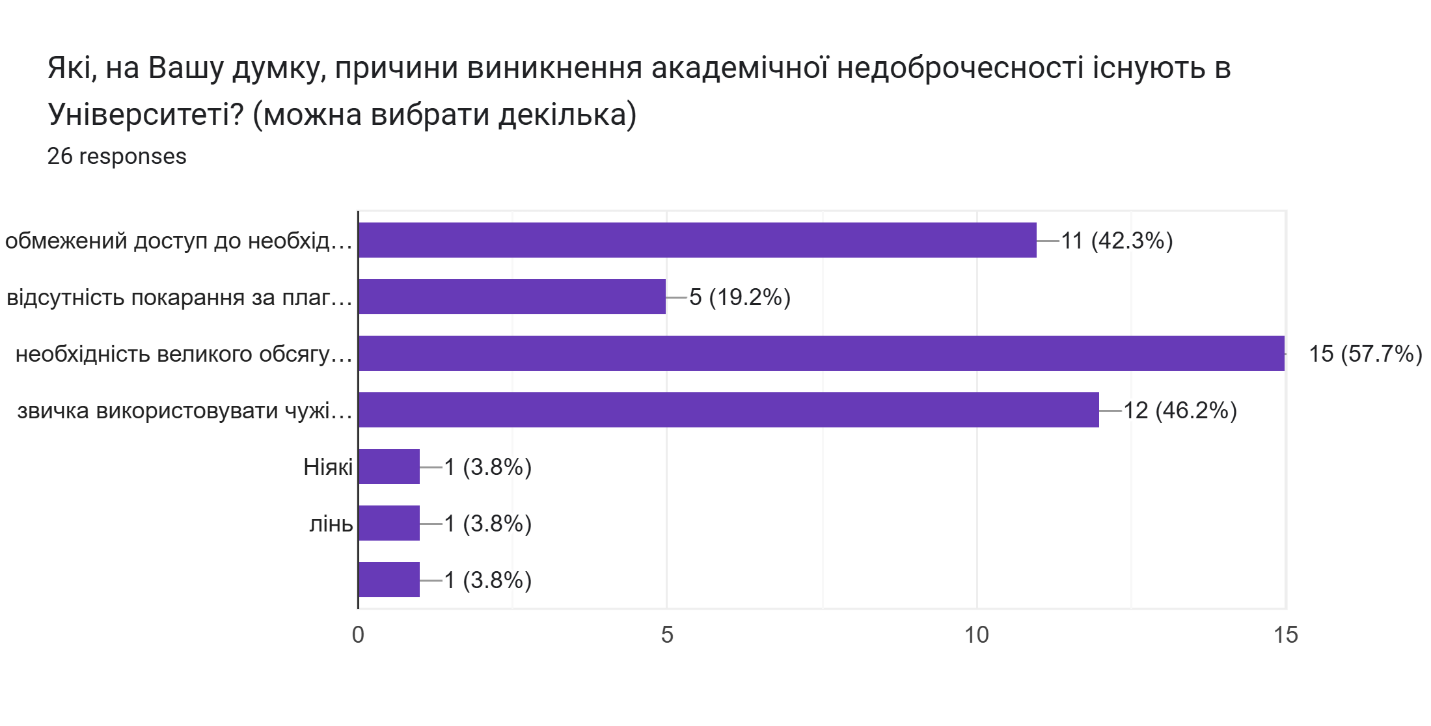 Які, на Вашу думку, причини виникнення академічної недоброчесності існують в
Університеті? (можна вибрати декілька)
26 responses
обмежений доступ до необхід…
11 (42.3%)
відсутність покарання за плаг…
5 (19.2%)
необхідність великого обсягу…
15 (57.7%)
звичка використовувати чужі…
12 (46.2%)
Ніякі
1 (3.8%)
лінь
1 (3.8%)
1 (3.8%)
0 5 10 15